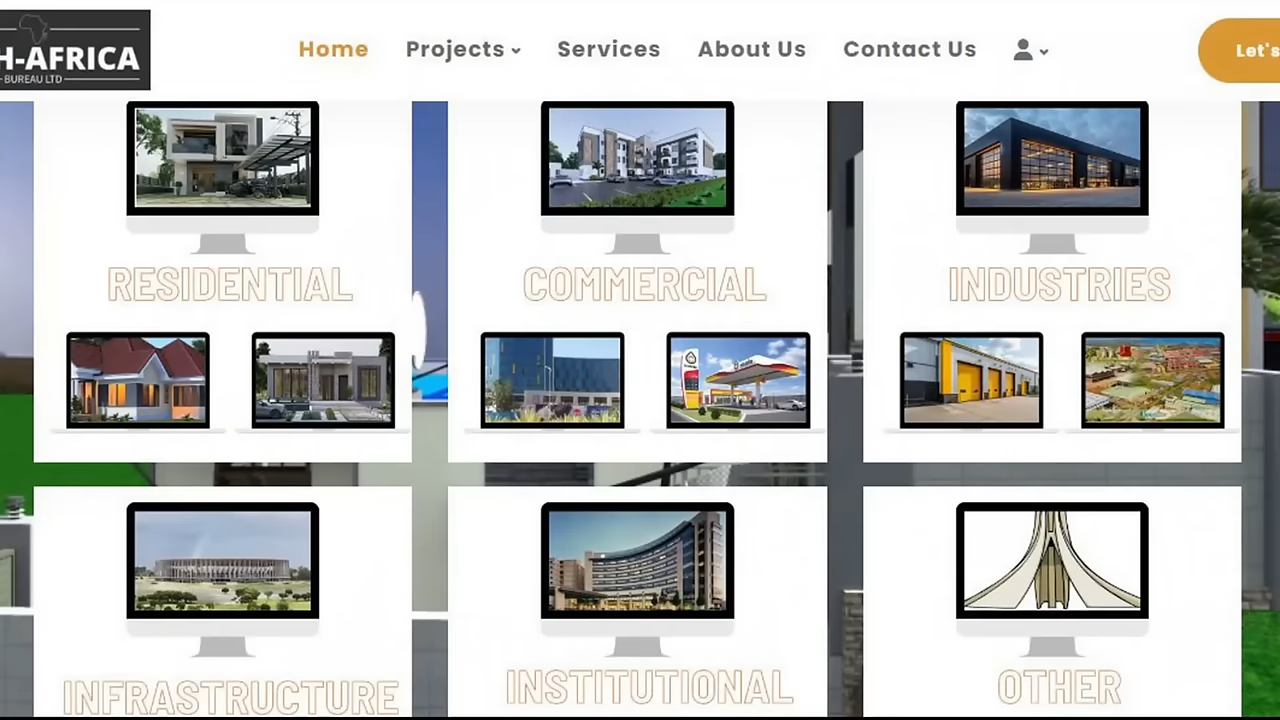 H-AFRICA
BUREAU LTD
Home Projects Services About Us Contact Us
Let's
RESIDENTIAL COMMERCIAL INDUSTRIES
INFRASTRUCTURE INSTITUTIONAL OTHER